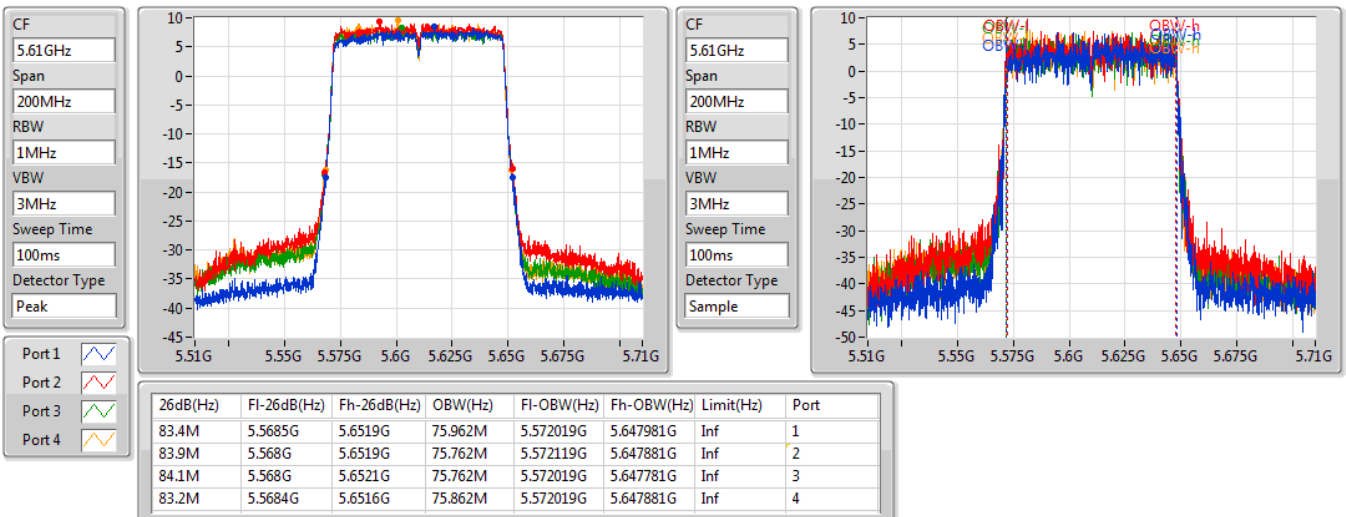 CF
5.61GHz
Span
200MHz
RBW
1MHz
VBW
3MHz
Sweep Time
100ms
Detector Type
Peak
10
5
0
-5
-10
-15
-20
-25
-30
-35
-40
-45
5.51G 5.55G 5.575G 5.6G 5.625G 5.65G 5.675G 5.71G
CF
5.61GHz
Span
200MHz
RBW
1MHz
VBW
3MHz
Sweep Time
100ms
Detector Type
Sample
10
5
0
-5
-10
-15
-20
-25
-30
-35
-40
-45
-50
OBW-l OBW-h
5.51G 5.55G 5.575G 5.6G 5.625G 5.65G 5.675G 5.71G
Port 1
Port 2
Port 3
Port 4
26dB(Hz) Fl-26dB(Hz) Fh-26dB(Hz) OBW(Hz) Fl-OBW(Hz) Fh-OBW(Hz) Limit(Hz) Port
83.4M 5.5685G 5.6519G 75.962M 5.572019G 5.647981G Inf 1
83.9M 5.568G 5.6519G 75.762M 5.572119G 5.647881G Inf 2
84.1M 5.568G 5.6521G 75.762M 5.572019G 5.647781G Inf 3
83.2M 5.5684G 5.6516G 75.862M 5.572019G 5.647881G Inf 4